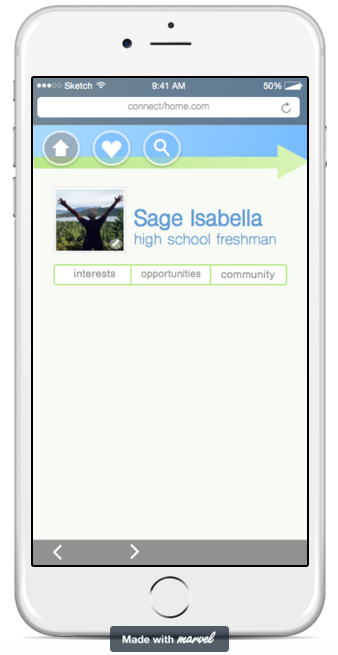 Sketch 9:41 AM 50%
connect/home.com
Sage Isabella
high school freshman
interests opportunities community
Made with marvel